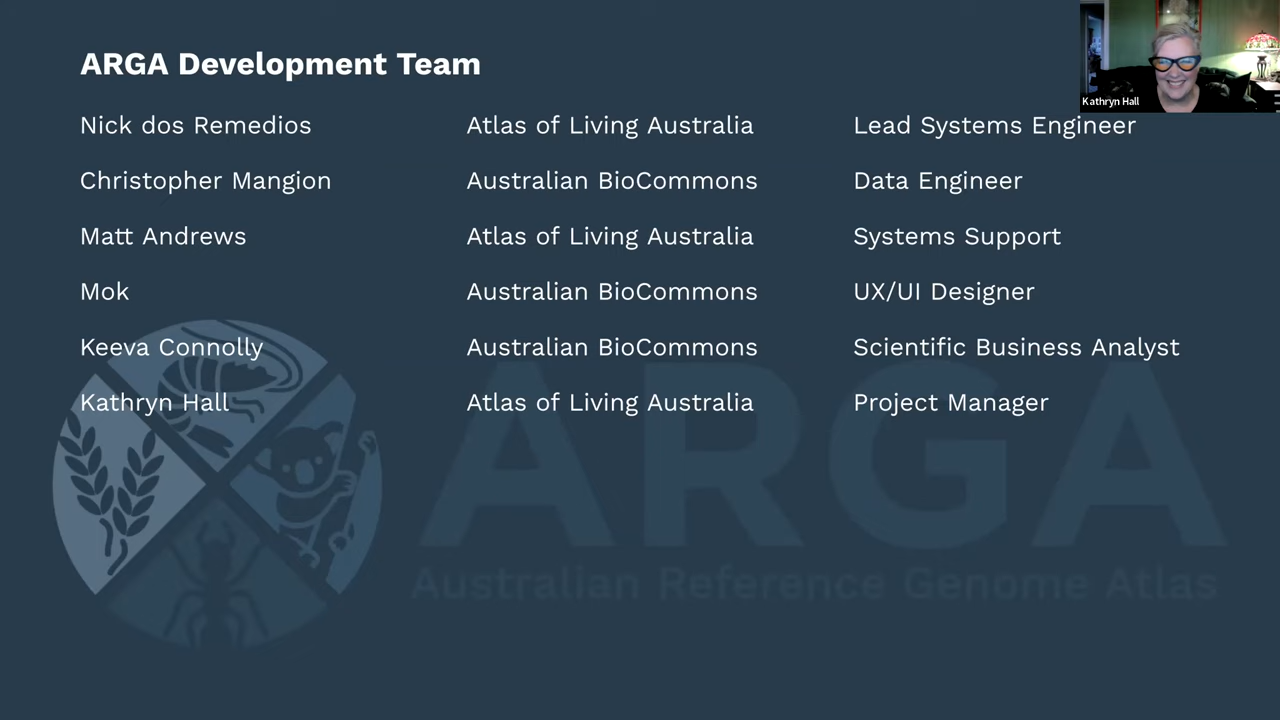 ARGA Development Team
Kathryn Hall
Nick dos Remedios Atlas of Living Australia Lead Systems Engineer
Christopher Mangion Australian BioCommons Data Engineer
Matt Andrews Atlas of Living Australia Systems Support
Mok Australian BioCommons UX/UI Designer
Keeva Connolly Australian BioCommons Scientific Business Analyst
Kathryn Hall Atlas of Living Australia Project Manager
ARGA
Australian Reference Genome Atlas